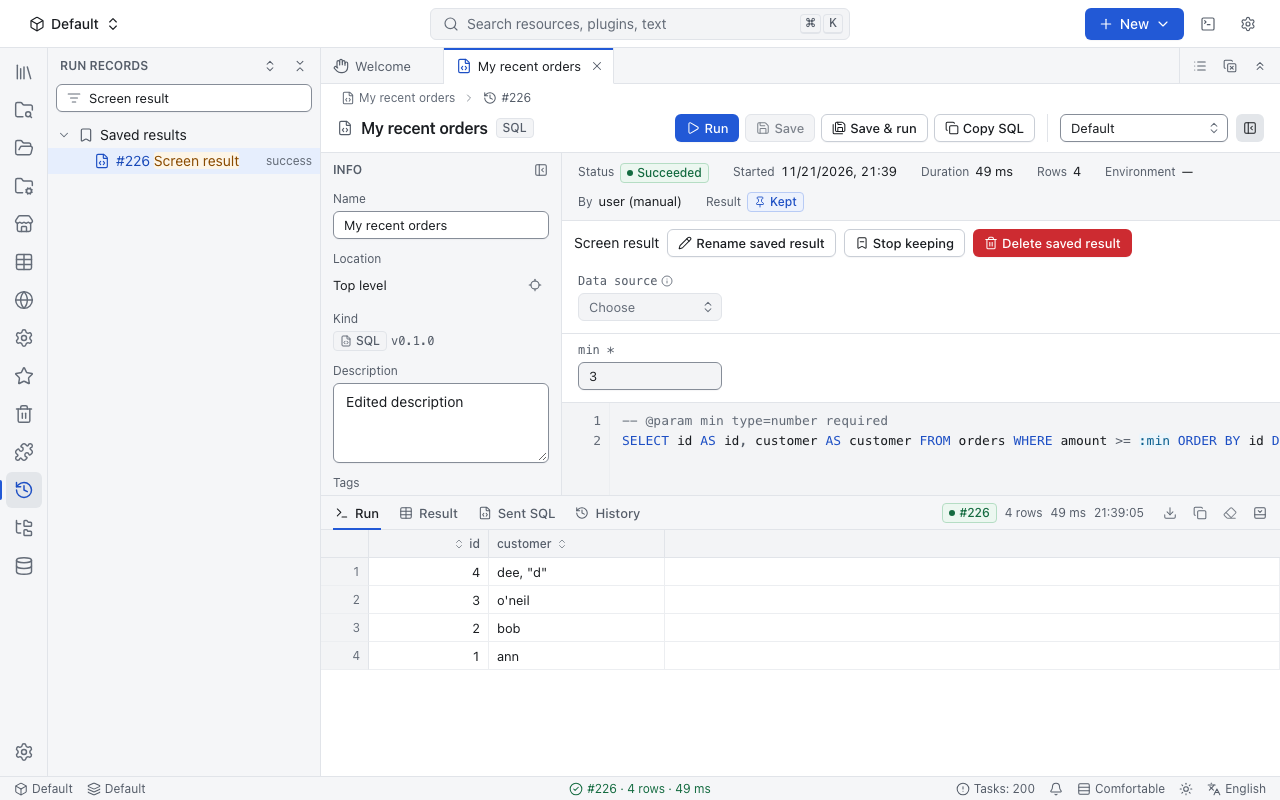 Default
Search resources, plugins, text
⌘ K
New
RUN RECORDS
Screen result
Saved results
#226 Screen result success
Welcome
My recent orders
My recent orders > #226
My recent orders SQL
Run
Save
Save & run
Copy SQL
Default
INFO
Name
My recent orders
Location
Top level
Kind
SQL v0.1.0
Description
Edited description
Tags
Status Succeeded Started 11/21/2026, 21:39 Duration 49 ms Rows 4 Environment —
By user (manual) Result Kept
Screen result Rename saved result Stop keeping Delete saved result
Data source
Choose
min *
3
1 -- @param min type=number required
2 SELECT id AS id, customer AS customer FROM orders WHERE amount >= :min ORDER BY id D
Run Result Sent SQL History
#226 4 rows 49 ms 21:39:05
id customer
1 4 dee, "d"
2 3 o'neil
3 2 bob
4 1 ann
Default Default
#226 · 4 rows · 49 ms
Tasks: 200 Comfortable English